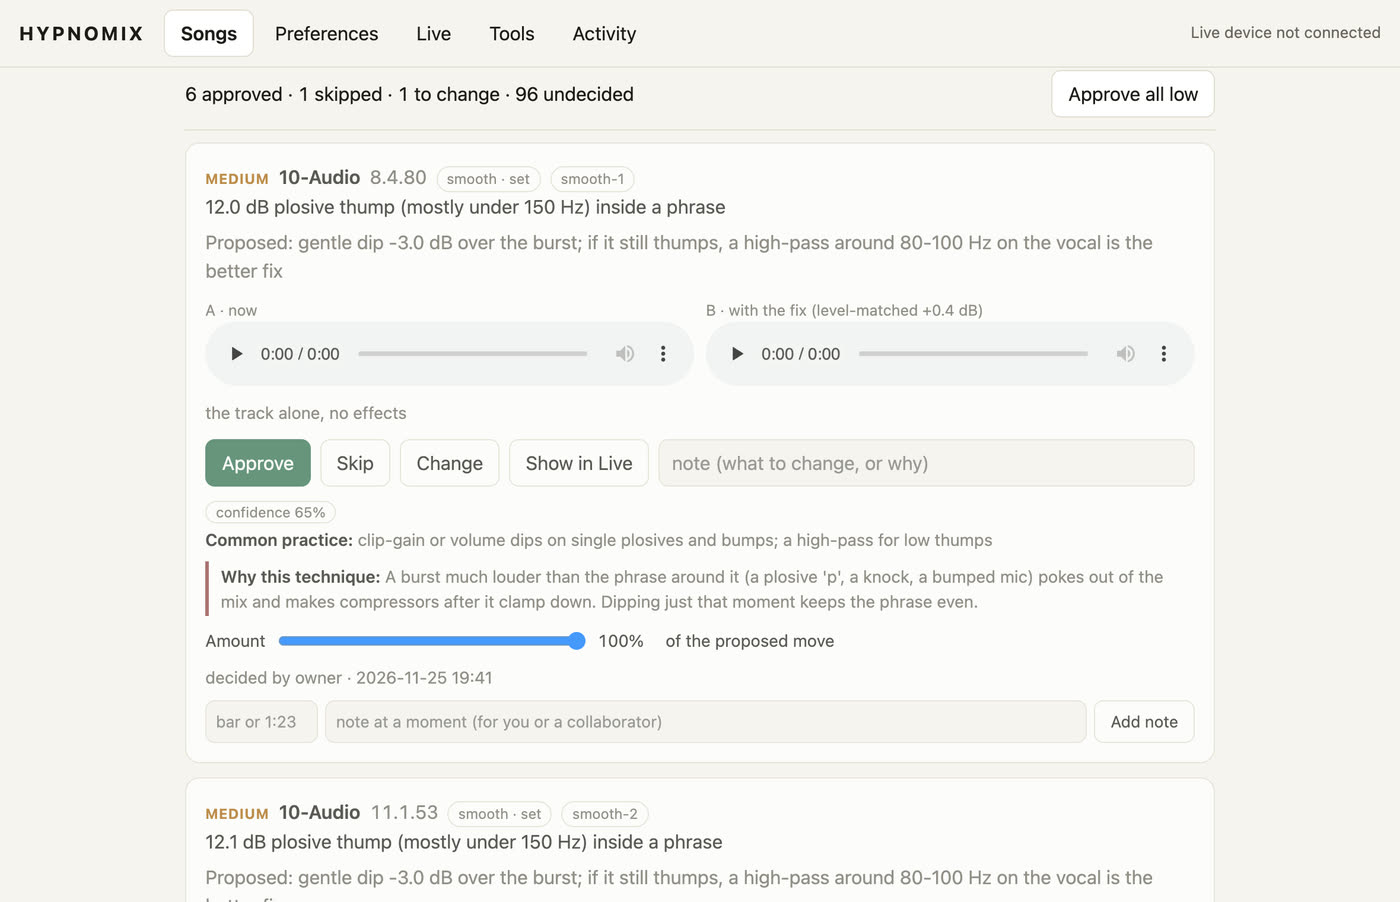 HYPNOMIX Songs Preferences Live Tools Activity Live device not connected
6 approved · 1 skipped · 1 to change · 96 undecided Approve all low
MEDIUM 10-Audio 8.4.80 smooth · set smooth-1
12.0 dB plosive thump (mostly under 150 Hz) inside a phrase
Proposed: gentle dip -3.0 dB over the burst; if it still thumps, a high-pass around 80-100 Hz on the vocal is the
better fix
A · now B · with the fix (level-matched +0.4 dB)
0:00 / 0:00 0:00 / 0:00
the track alone, no effects
Approve Skip Change Show in Live note (what to change, or why)
confidence 65%
Common practice: clip-gain or volume dips on single plosives and bumps; a high-pass for low thumps
Why this technique: A burst much louder than the phrase around it (a plosive 'p', a knock, a bumped mic) pokes out of the
mix and makes compressors after it clamp down. Dipping just that moment keeps the phrase even.
Amount 100% of the proposed move
decided by owner · 2026-11-25 19:41
bar or 1:23 note at a moment (for you or a collaborator) Add note
MEDIUM 10-Audio 11.1.53 smooth · set smooth-2
12.1 dB plosive thump (mostly under 150 Hz) inside a phrase
Proposed: gentle dip -3.0 dB over the burst; if it still thumps, a high-pass around 80-100 Hz on the vocal is the